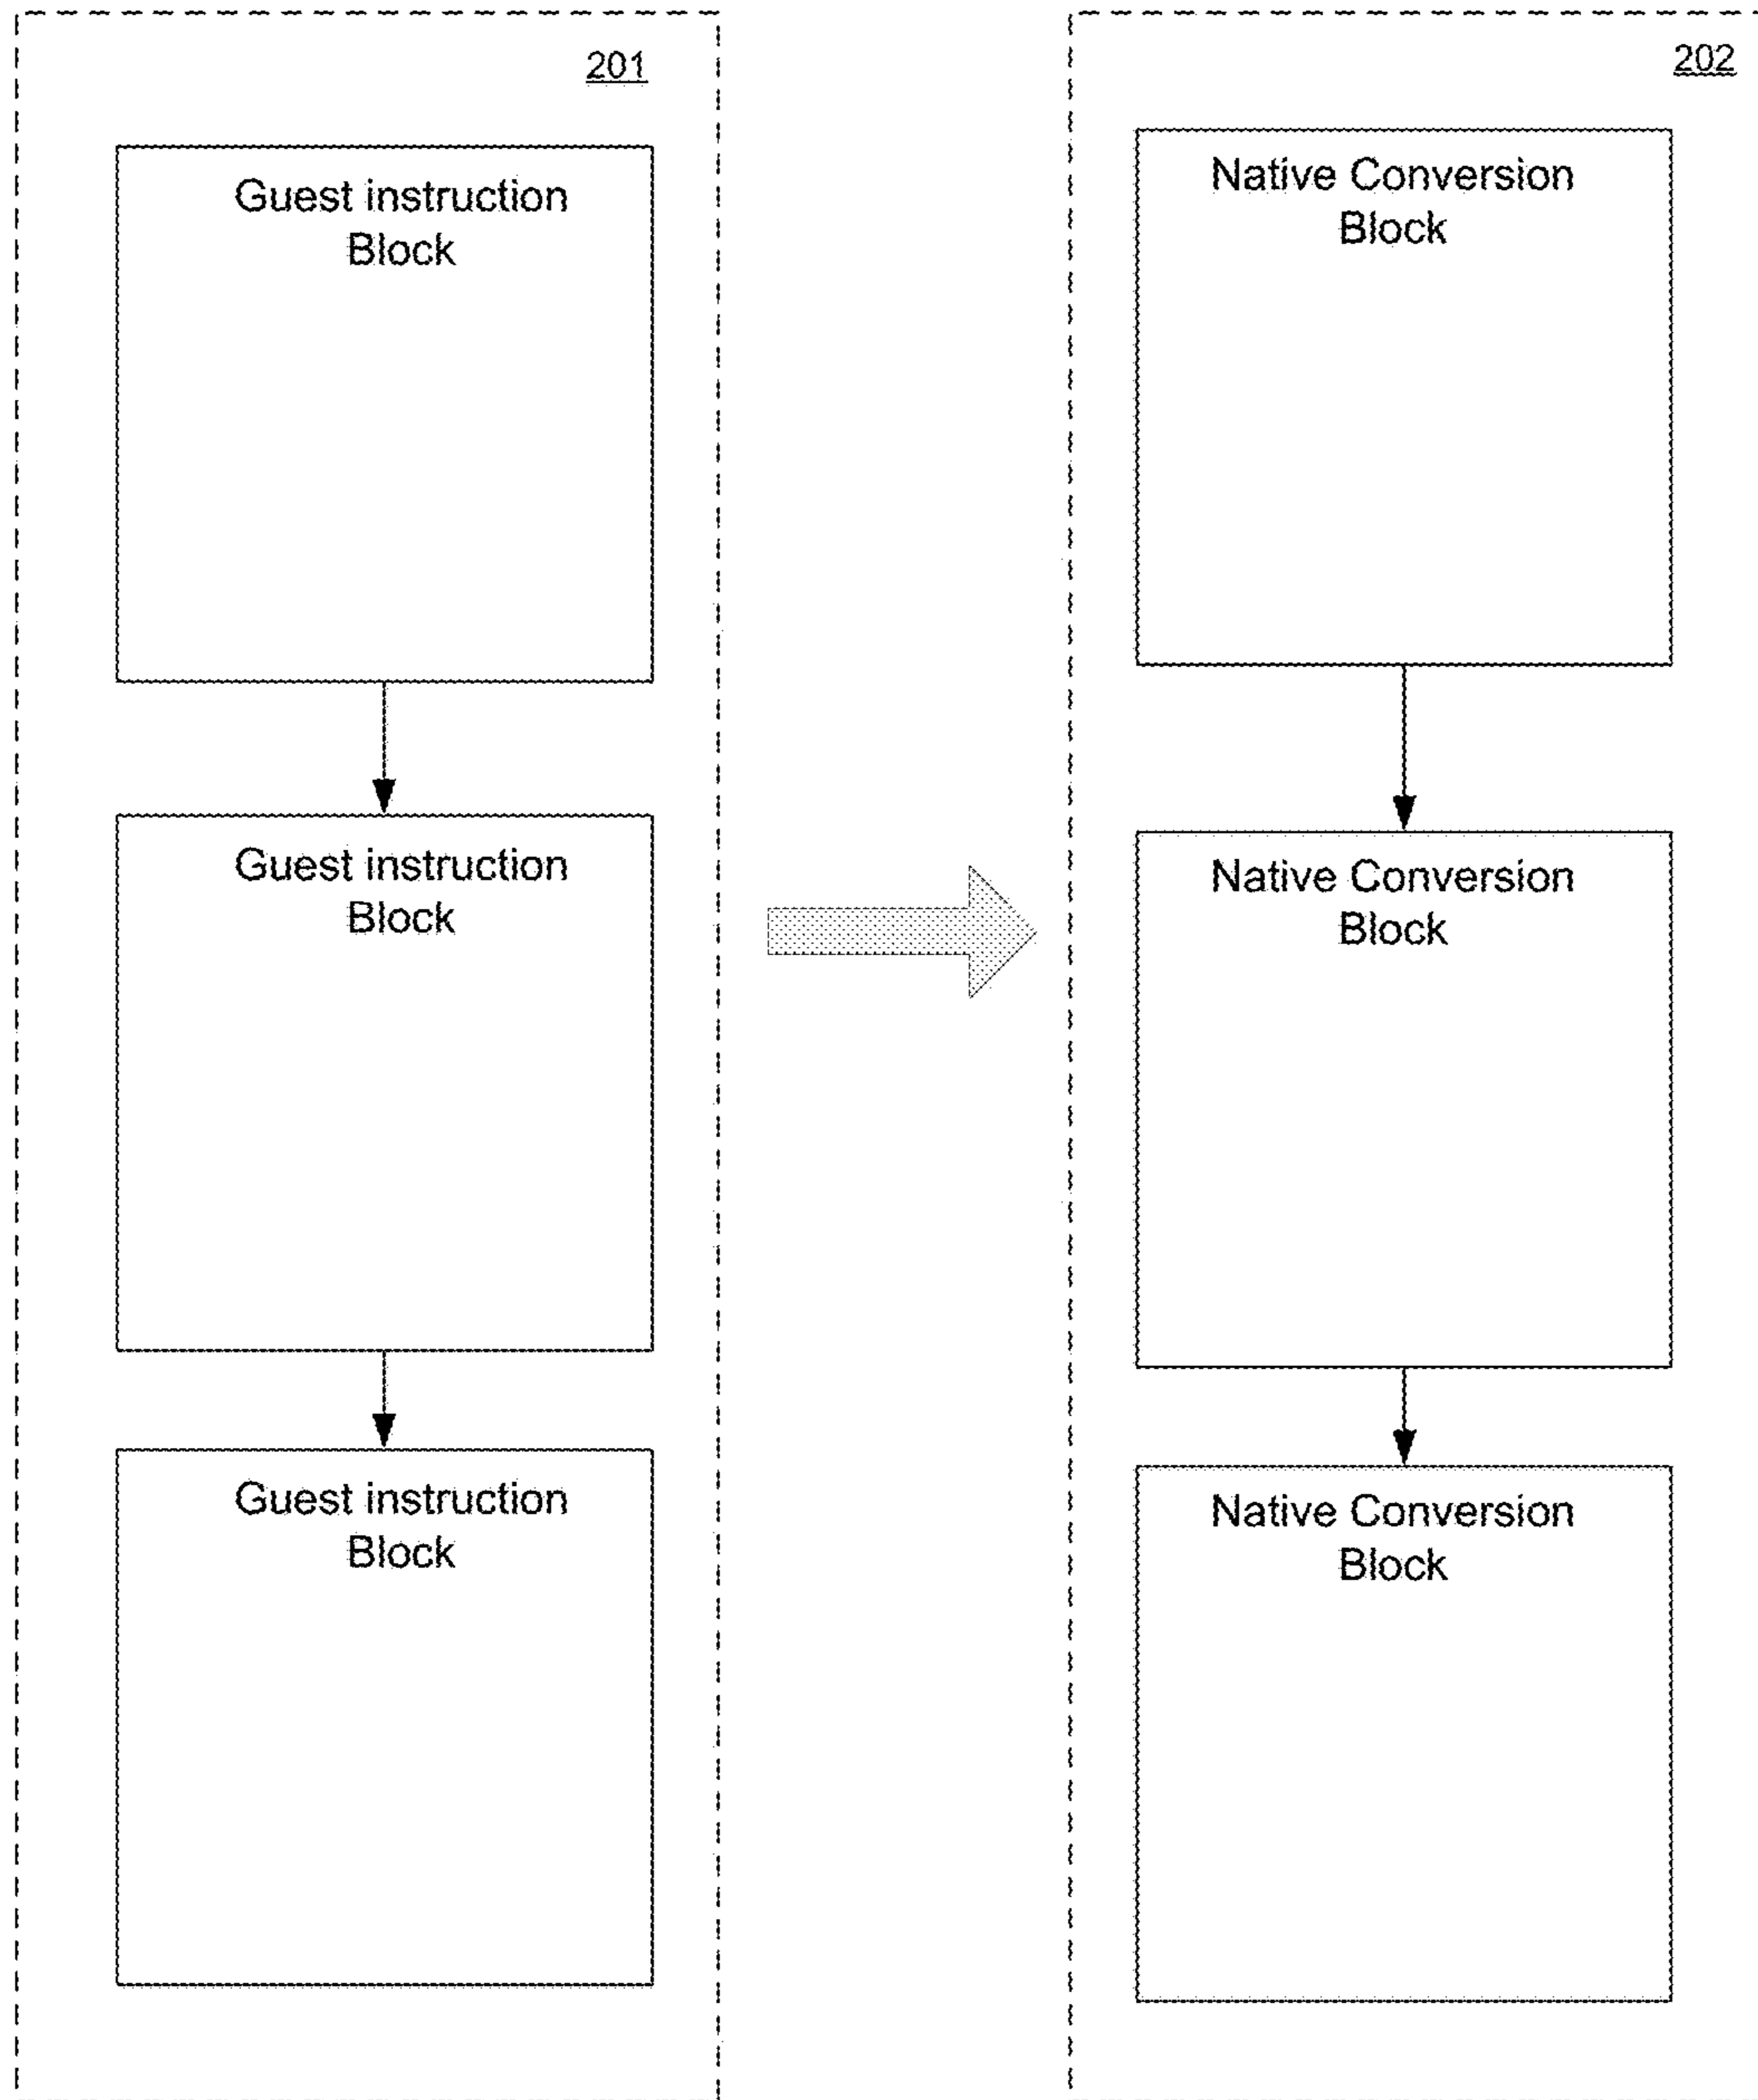 201
Guest instruction
Block
Guest instruction
Block
Guest instruction
Block
202
Native Conversion
Block
Native Conversion
Block
Native Conversion
Block